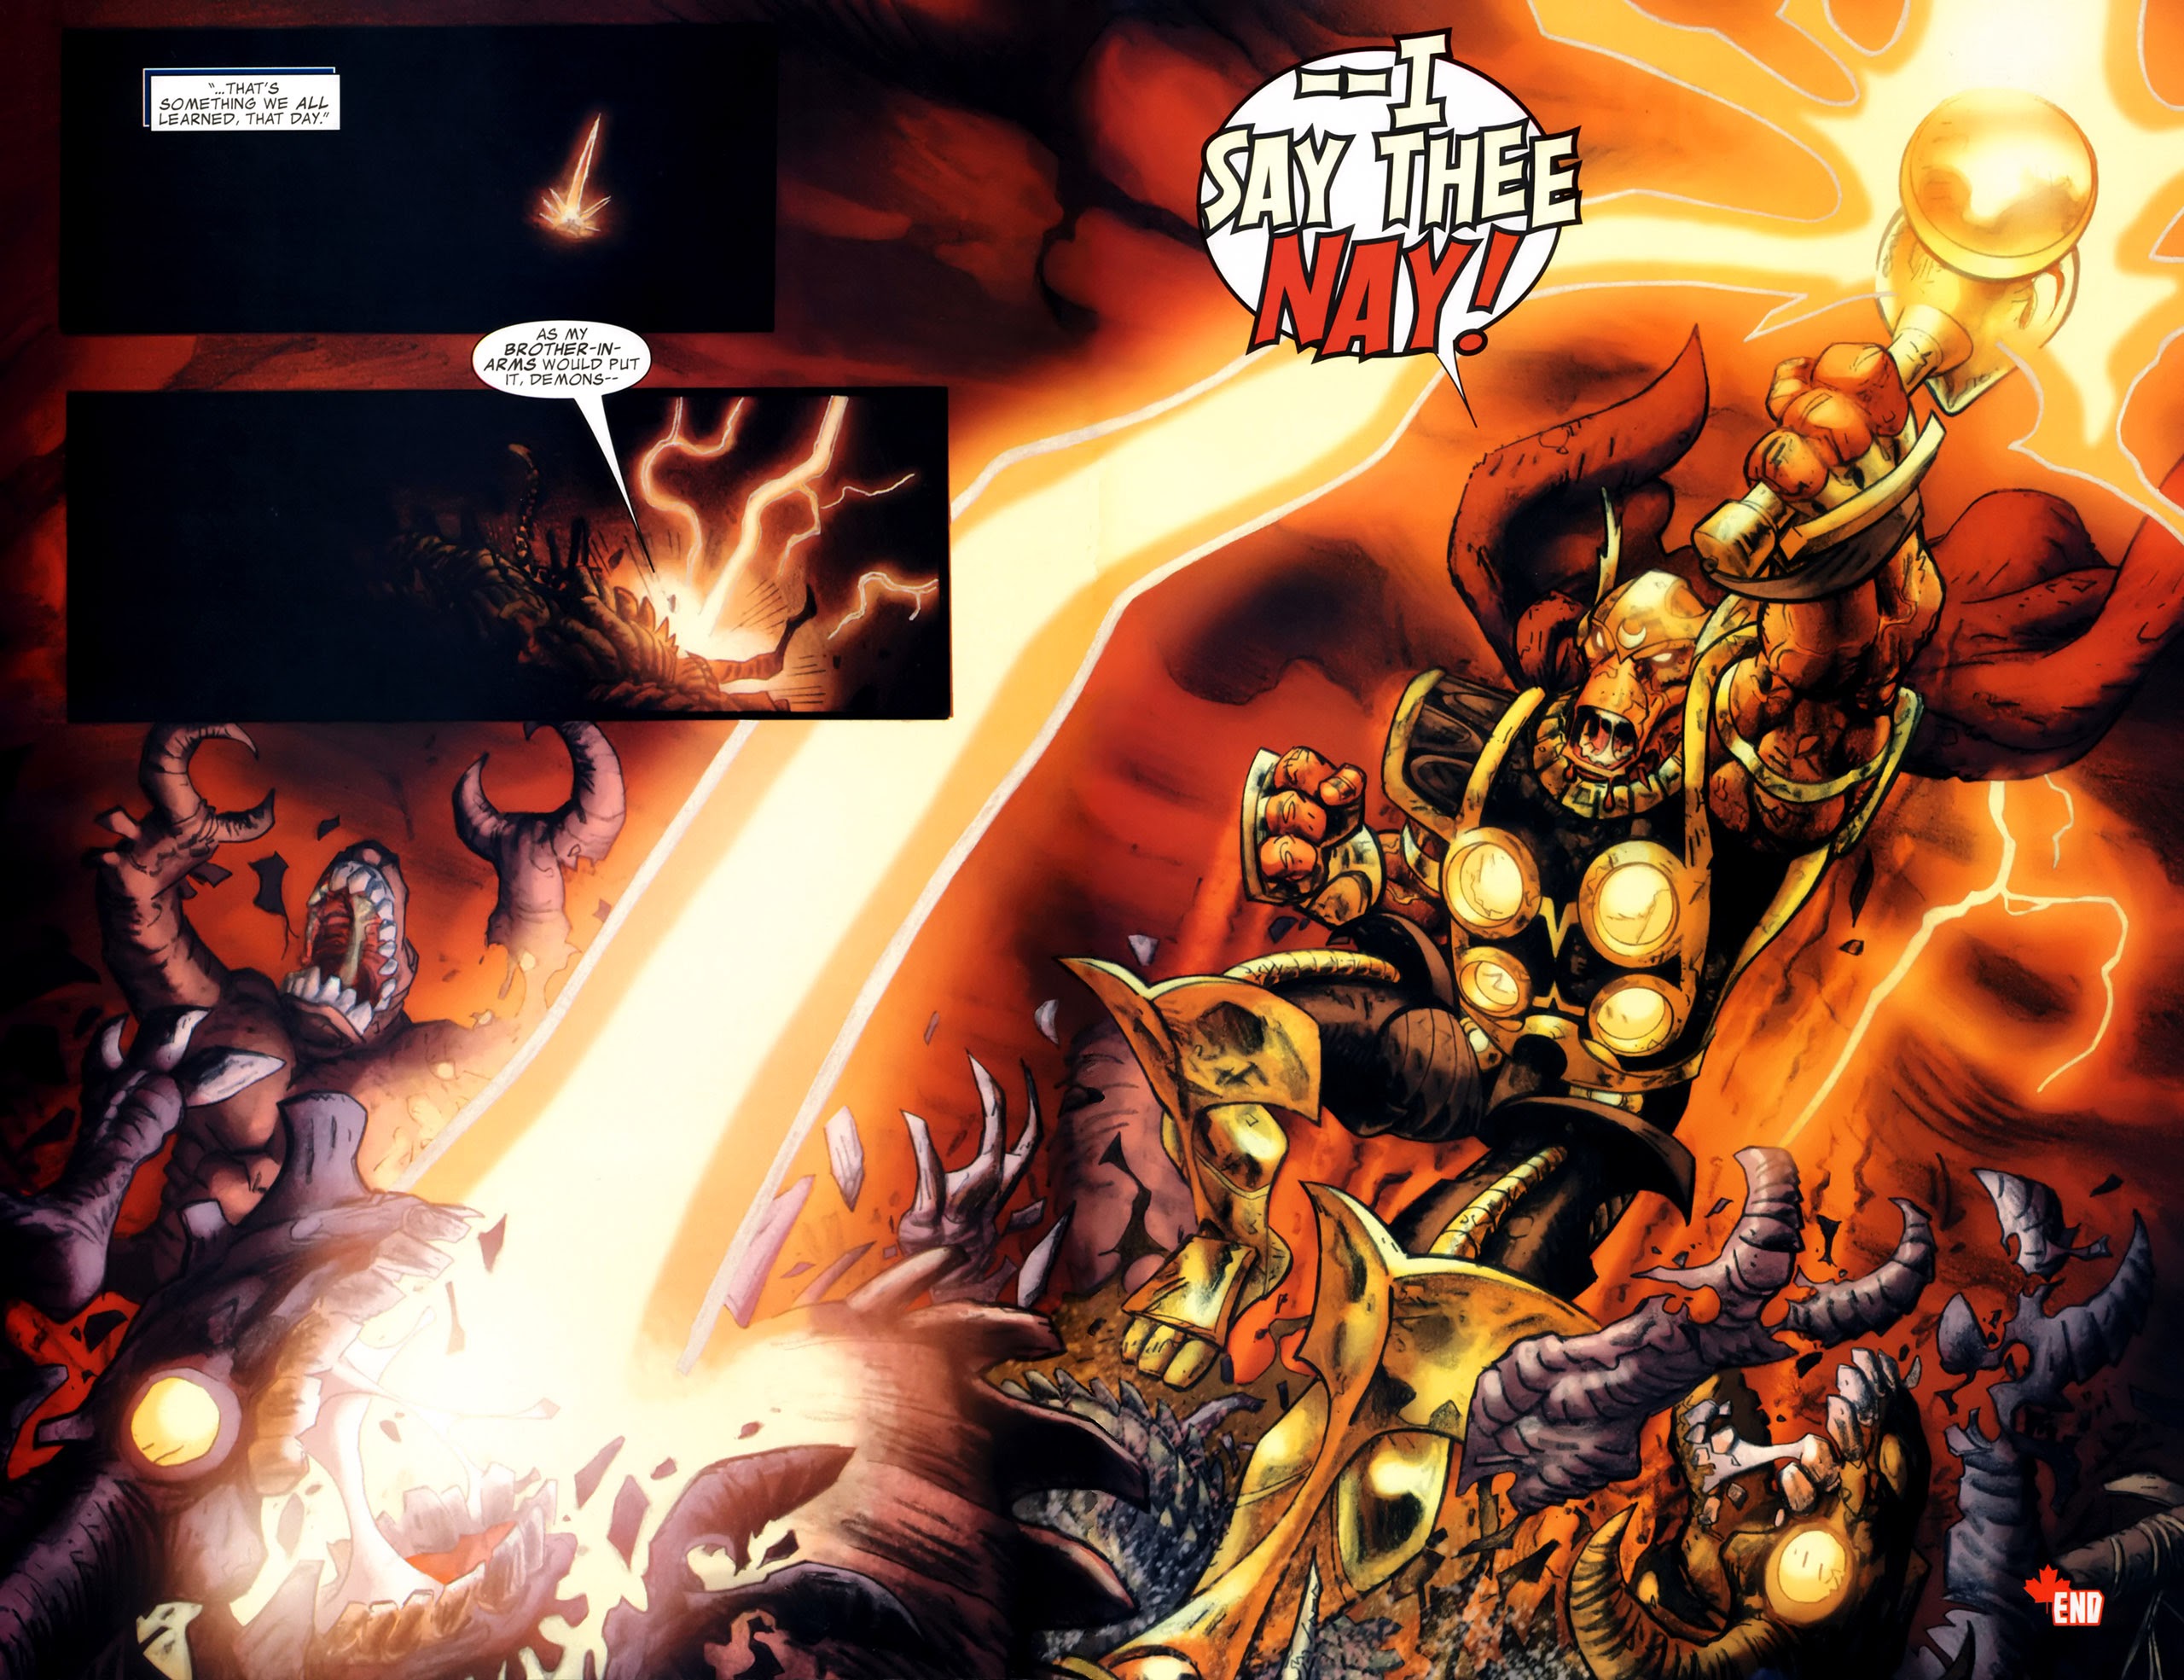 "...THAT'S
SOMETHING WE ALL
LEARNED, THAT DAY."
AS MY
BROTHER-IN-
ARMS WOULD PUT
IT, DEMONS--
--I
SAY THEE
NAY!
END